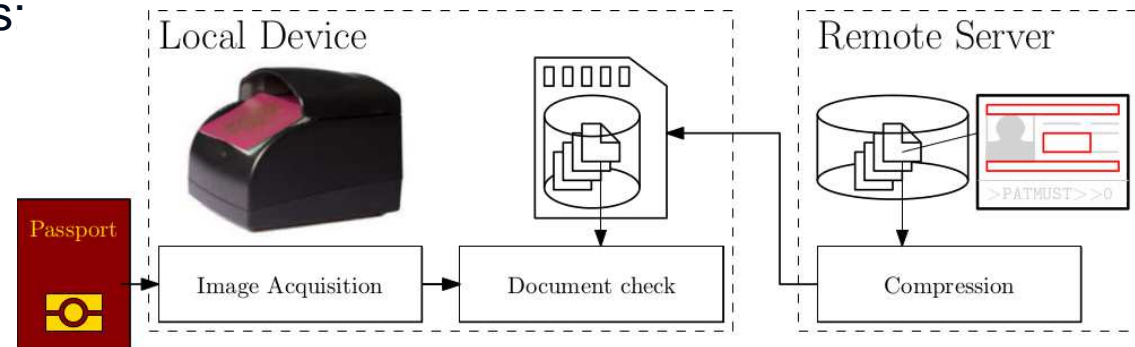 s:
Local Device
Remote Server
>PATMUST>>0
Passport
Image Acquisition
Document check
Compression